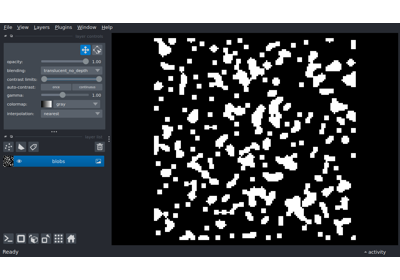 File View Layers Plugins Window Help
opacity: 1.00
blending: translucent_no_depth
contrast limits:
auto-contrast: once continuous
gamma: 1.00
colormap: gray
interpolation: nearest
blobs
Ready
activity